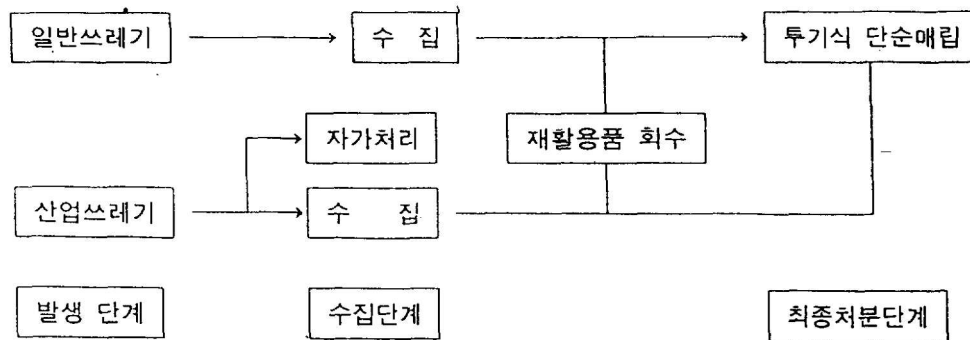 일반쓰레기
수 집
투기식 단순매립
자가처리
재활용품 회수
산업쓰레기
수 집
발생 단계
수집단계
최종처분단계